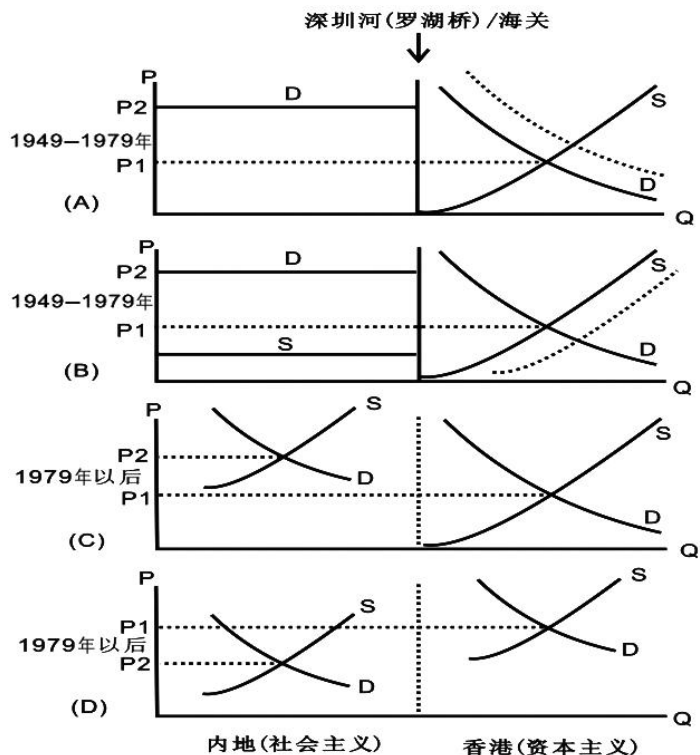 深圳河(罗湖桥)/海关
P
P2
D
S
1949—1979年
P1
(A)
D
Q
P
P2
D
S
1949—1979年
P1
S
(B)
D
Q
P
S
S
P2
1979年以后
D
P1
D
(C)
Q
P
S
S
P1
1979年以后
D
P2
D
(D)
Q
内地(社会主义)
香港(资本主义)